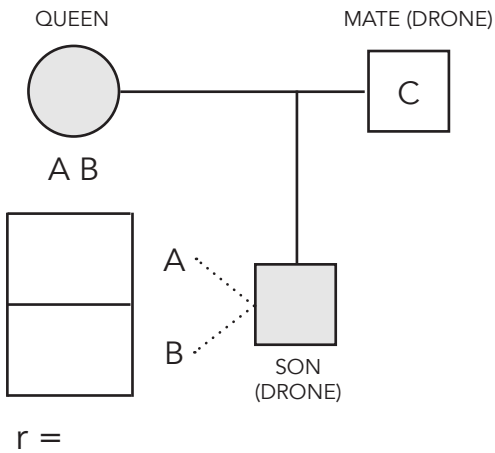 QUEEN
MATE (DRONE)
C
A B
A
B
SON
(DRONE)
r =